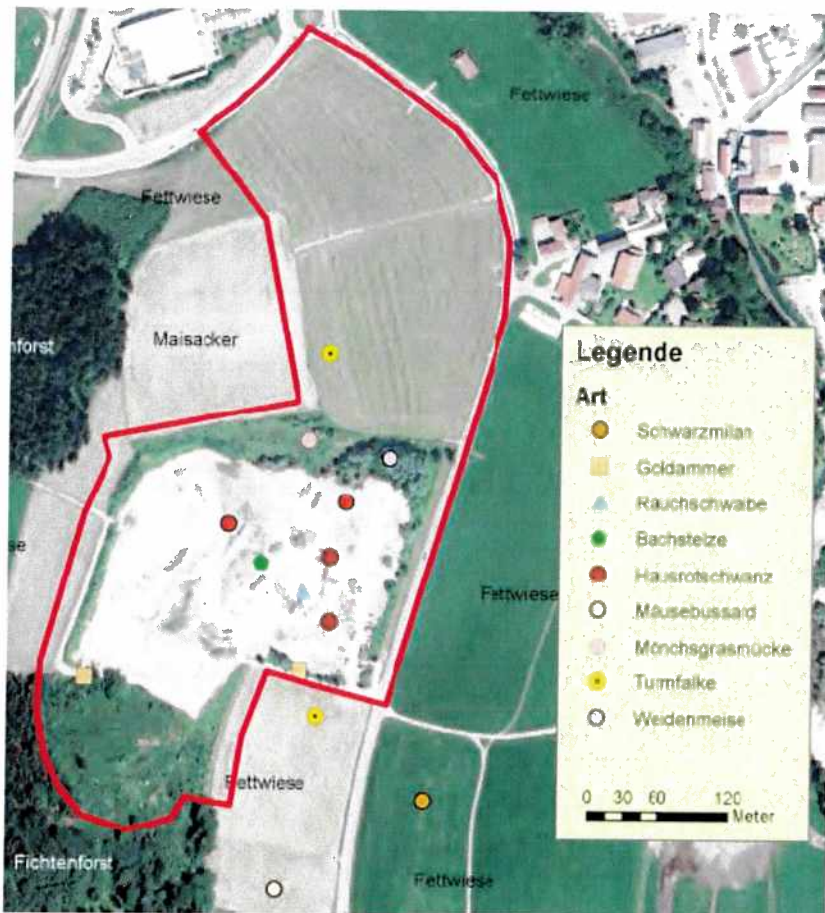 Fettwiese
Fettwiese
Maisacker
nforst
Legende
Art
Schwarzmilan
Goldammer
Rauchschwalbe
Bachstelze
Hausrotschwanz
Mäusebussard
Mönchsgrasmücke
Turmfalke
Weidenmeise
0 30 60 120
Meter
se
Fettwiese
Fettwiese
Fichtenforst
Fettwiese